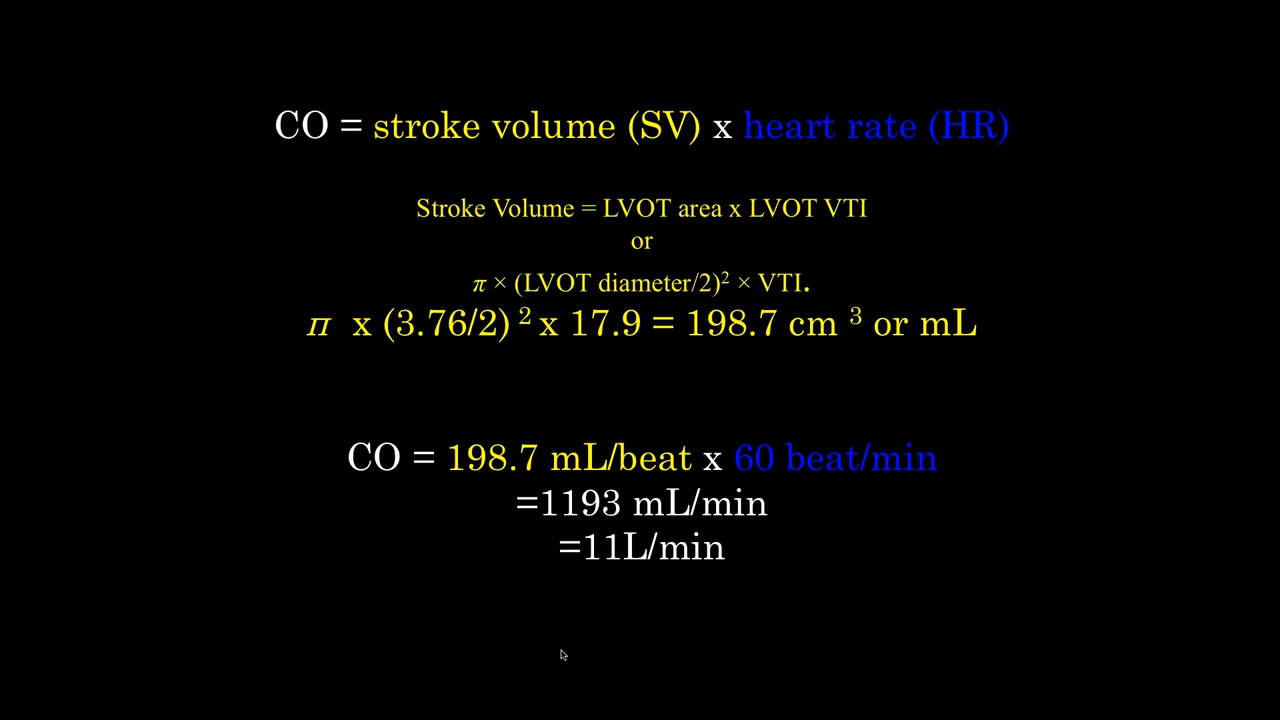 CO = stroke volume (SV) x heart rate (HR)
Stroke Volume = LVOT area x LVOT VTI
or
π × (LVOT diameter/2)² × VTI.
π x (3.76/2) ² x 17.9 = 198.7 cm ³ or mL
CO = 198.7 mL/beat x 60 beat/min
=1193 mL/min
=11L/min